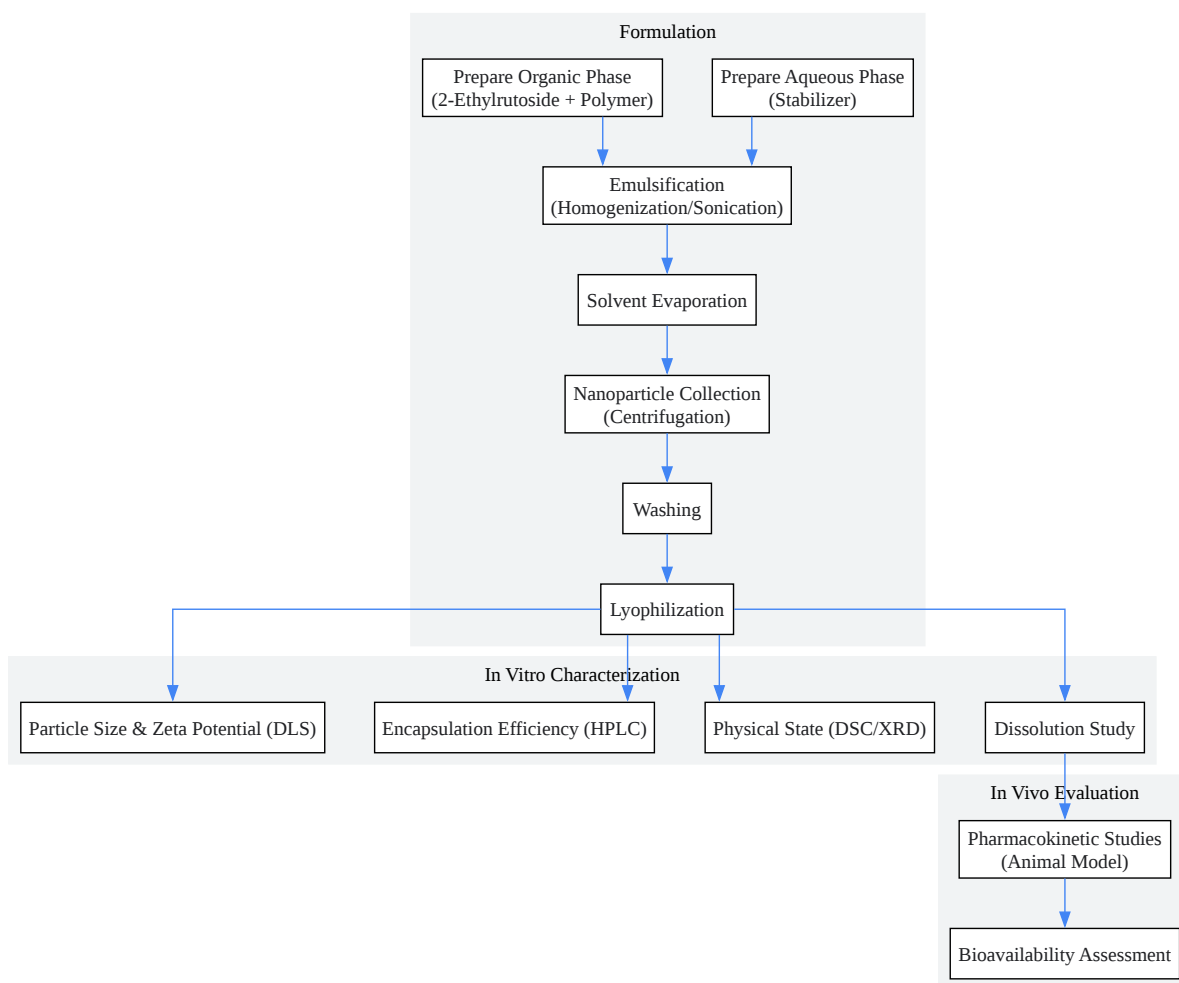 Formulation
Prepare Organic Phase
(2-Ethylrutoside + Polymer)
Prepare Aqueous Phase
(Stabilizer)
Emulsification
(Homogenization/Sonication)
Solvent Evaporation
Nanoparticle Collection
(Centrifugation)
Washing
Lyophilization
In Vitro Characterization
Particle Size & Zeta Potential (DLS)
Encapsulation Efficiency (HPLC)
Physical State (DSC/XRD)
Dissolution Study
In Vivo Evaluation
Pharmacokinetic Studies
(Animal Model)
Bioavailability Assessment